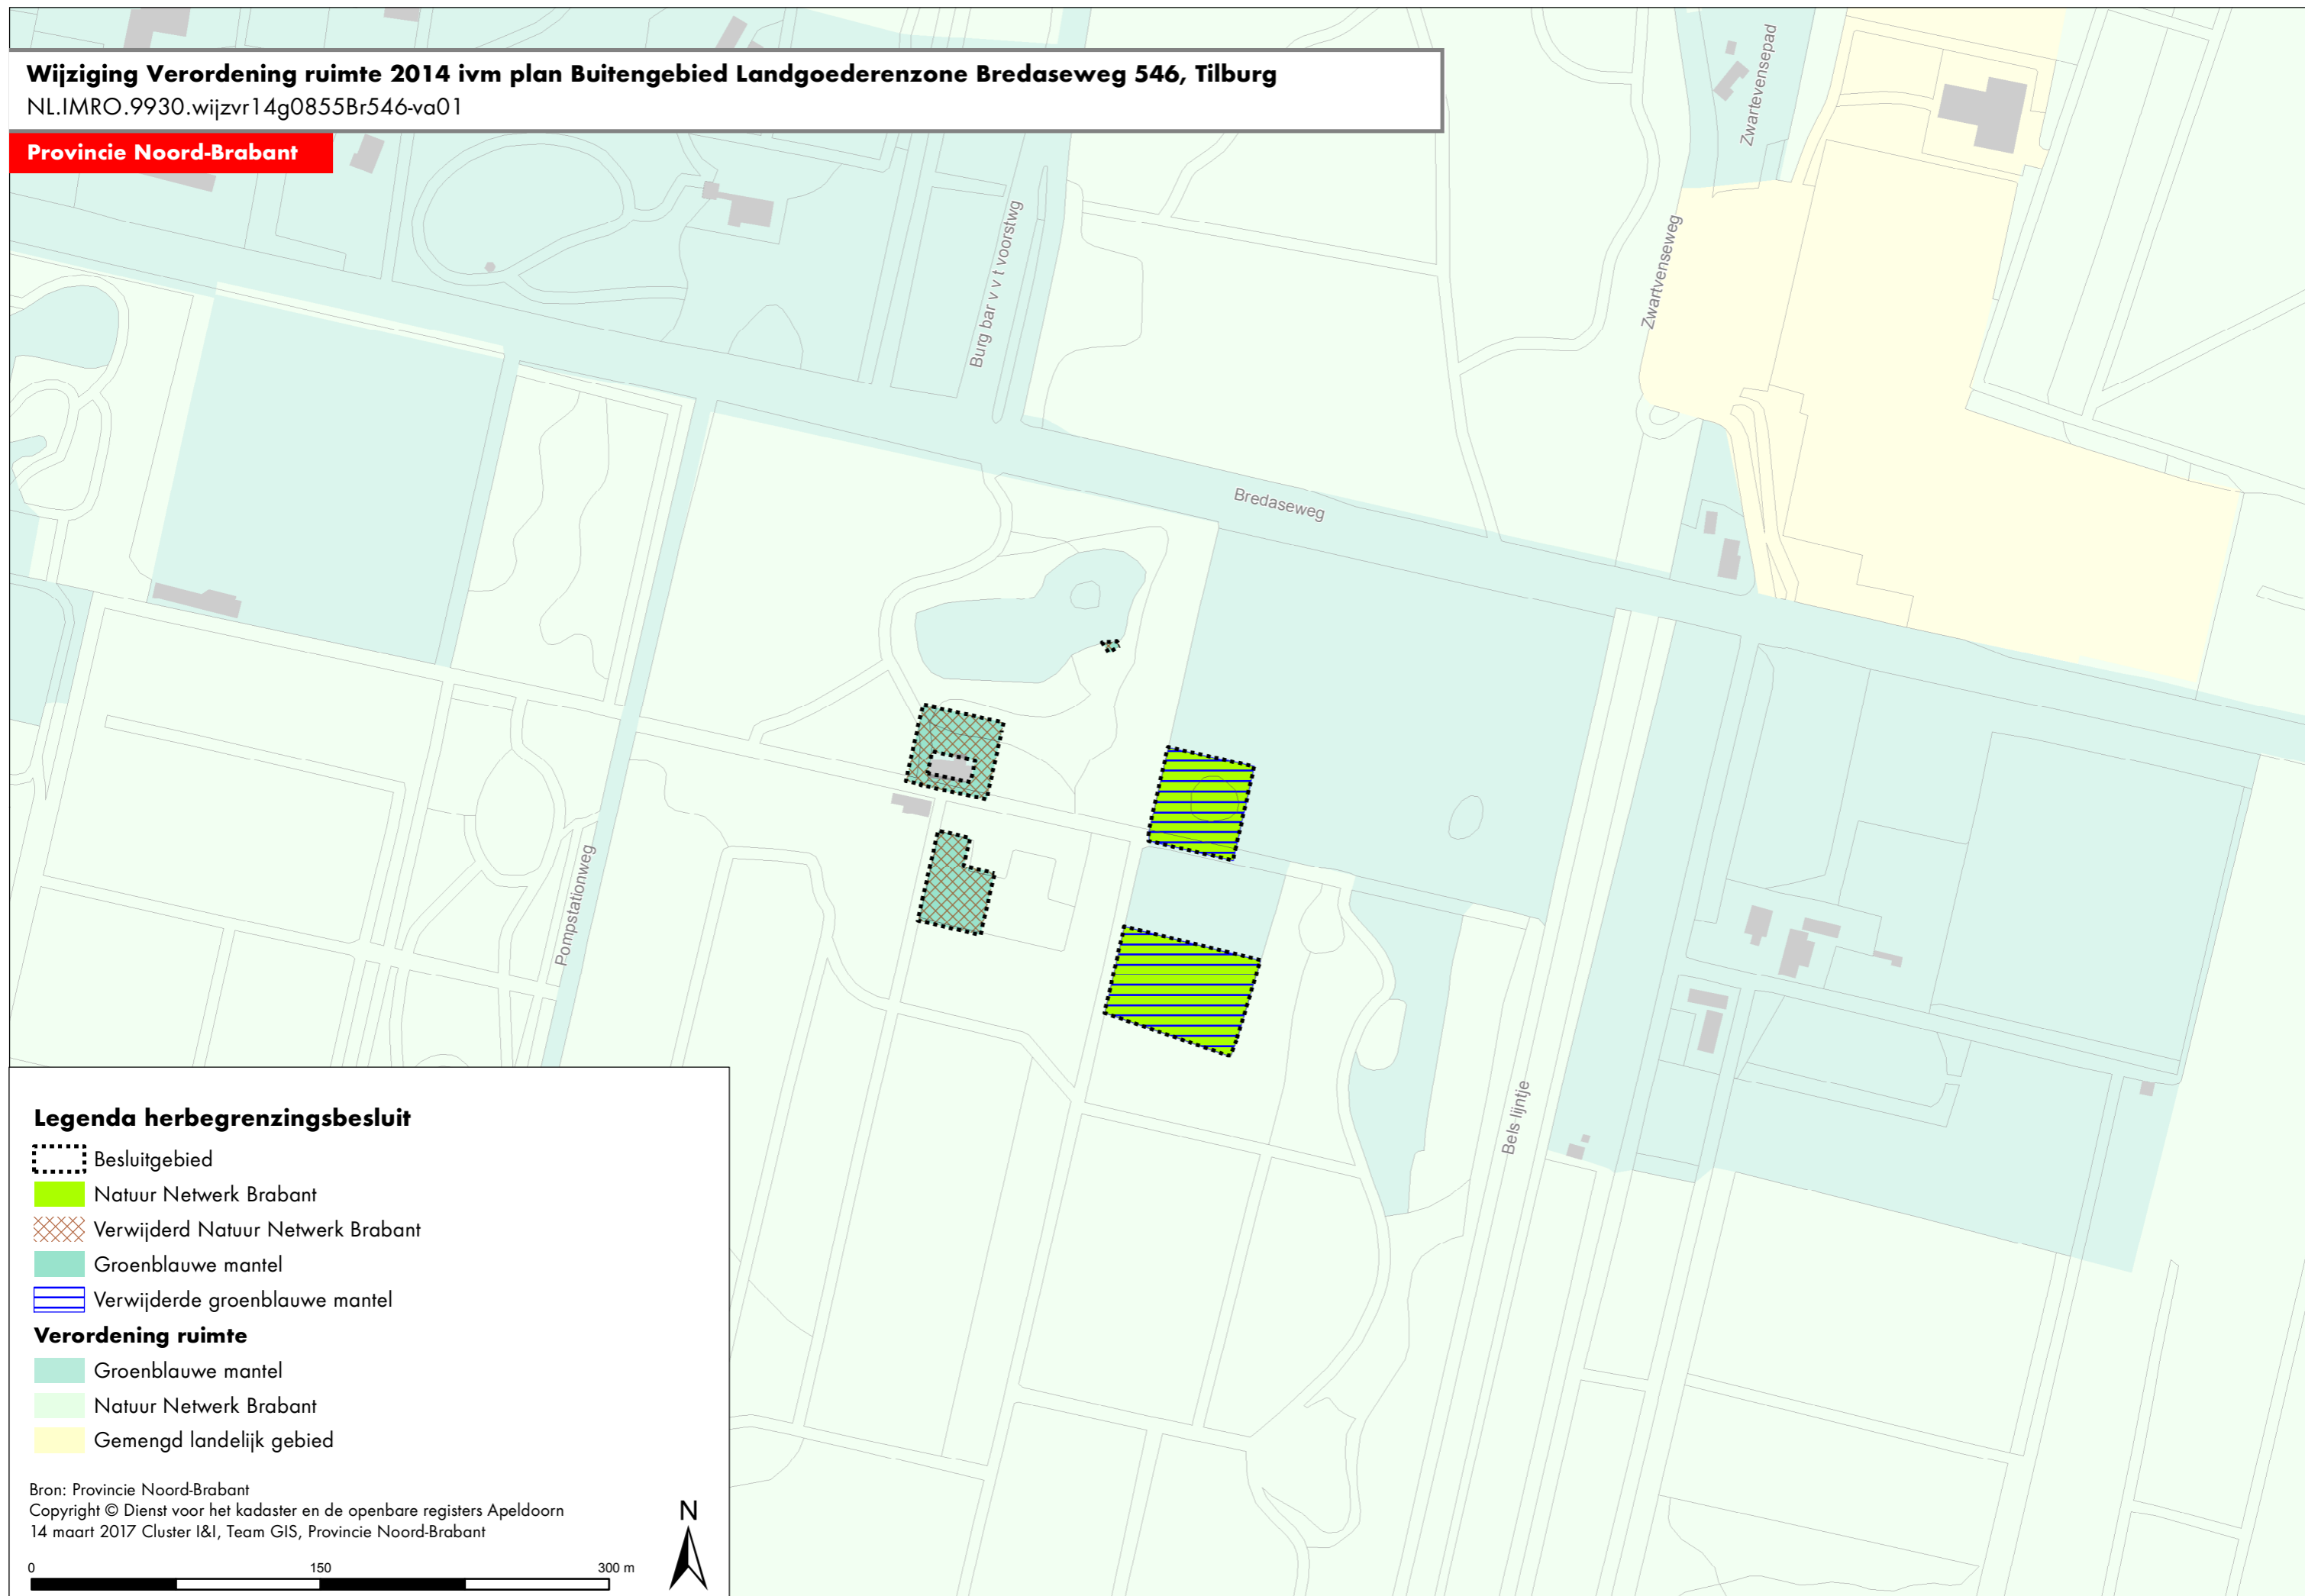 Wijziging Verordening ruimte 2014 ivm plan Buitengebied Landgoederenzone Bredaseweg 546, Tilburg
NL.IMRO.9930.wijzvr14g0855Br546-va01
Provincie Noord-Brabant
Zwartevensepad
Burg bar v v t voorstwg
Zwartvenseweg
Bredaseweg
Pompstationweg
Bels lijntje
Legenda herbegrenzingsbesluit
Besluitgebied
Natuur Netwerk Brabant
Verwijderd Natuur Netwerk Brabant
Groenblauwe mantel
Verwijderde groenblauwe mantel
Verordening ruimte
Groenblauwe mantel
Natuur Netwerk Brabant
Gemengd landelijk gebied
Bron: Provincie Noord-Brabant
Copyright © Dienst voor het kadaster en de openbare registers Apeldoorn
14 maart 2017 Cluster I&I, Team GIS, Provincie Noord-Brabant
N
0 150 300 m